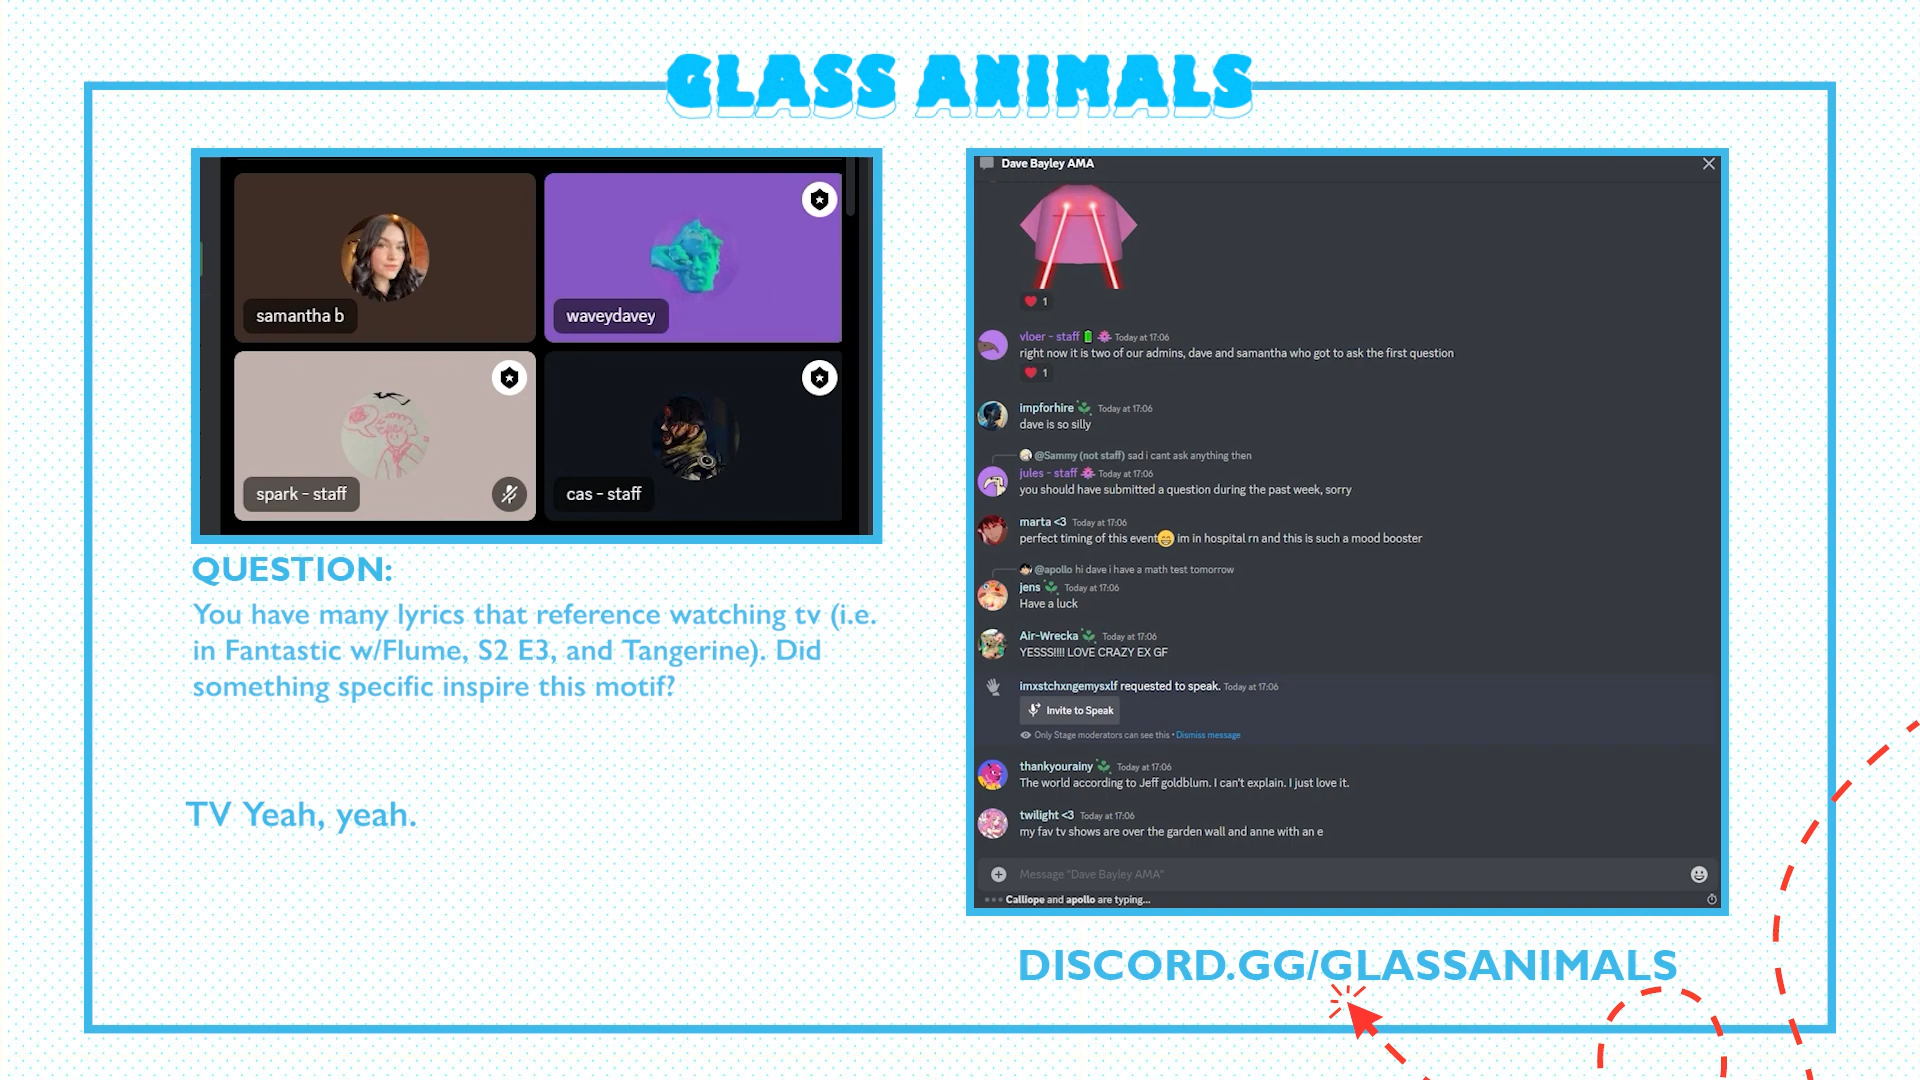 GLASS ANIMALS
samantha b
waveydavey
spark - staff
cas - staff
QUESTION:
You have many lyrics that reference watching tv (i.e.
in Fantastic w/Flume, S2 E3, and Tangerine). Did
something specific inspire this motif?
TV Yeah, yeah.
Dave Bayley AMA
1
vloer - staff Today at 17:06
right now it is two of our admins, dave and samantha who got to ask the first question
1
impforhire Today at 17:06
dave is so silly
@Sammy (not staff) sad i cant ask anything then
jules - staff Today at 17:06
you should have submitted a question during the past week, sorry
marta <3 Today at 17:06
perfect timing of this event😁 im in hospital rn and this is such a mood booster
@apollo hi dave i have a math test tomorrow
jens Today at 17:06
Have a luck
Air-Wrecka Today at 17:06
YESSS!!!! LOVE CRAZY EX GF
imxstchxngemysxlf requested to speak. Today at 17:06
Invite to Speak
Only Stage moderators can see this • Dismiss message
thankyourainy Today at 17:06
The world according to Jeff goldblum. I can't explain. I just love it.
twilight <3 Today at 17:06
my fav tv shows are over the garden wall and anne with an e
Message "Dave Bayley AMA"
Calliope and apollo are typing...
DISCORD.GG/GLASSANIMALS